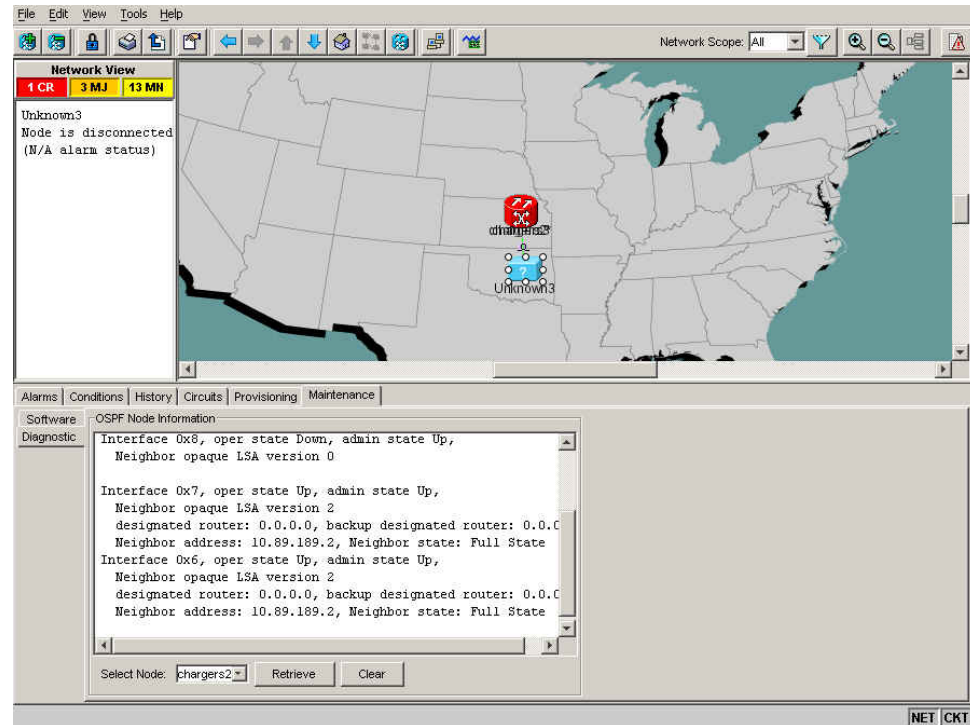 File Edit View Tools Help
Network Scope: All
Network View
1 CR 3 MJ 13 MN
Unknown3
Node is disconnected
(N/A alarm status)
?
Unknown3
Alarms Conditions History Circuits Provisioning Maintenance
Software
Diagnostic
OSPF Node Information
Interface 0x8, oper state Down, admin state Up,
Neighbor opaque LSA version 0
Interface 0x7, oper state Up, admin state Up,
Neighbor opaque LSA version 2
designated router: 0.0.0.0, backup designated router: 0.0.0
Neighbor address: 10.89.189.2, Neighbor state: Full State
Interface 0x6, oper state Up, admin state Up,
Neighbor opaque LSA version 2
designated router: 0.0.0.0, backup designated router: 0.0.0
Neighbor address: 10.89.189.2, Neighbor state: Full State
Select Node: chargers2 Retrieve Clear
NET CKT